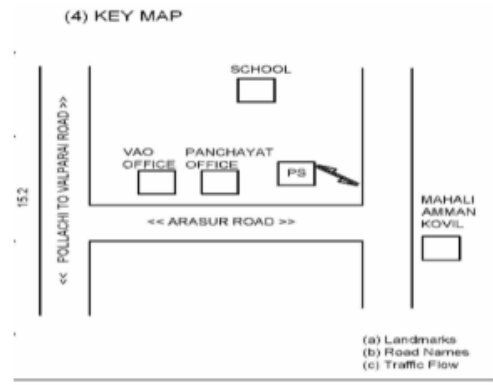 (4) KEY MAP
SCHOOL
VAO
OFFICE
PANCHAYAT
OFFICE
PS
<< POLLACHI TO VALPARAI ROAD >>
15.2
<< ARASUR ROAD >>
MAHALI
AMMAN
KOVIL
(a) Landmarks
(b) Road Names
(c) Traffic Flow